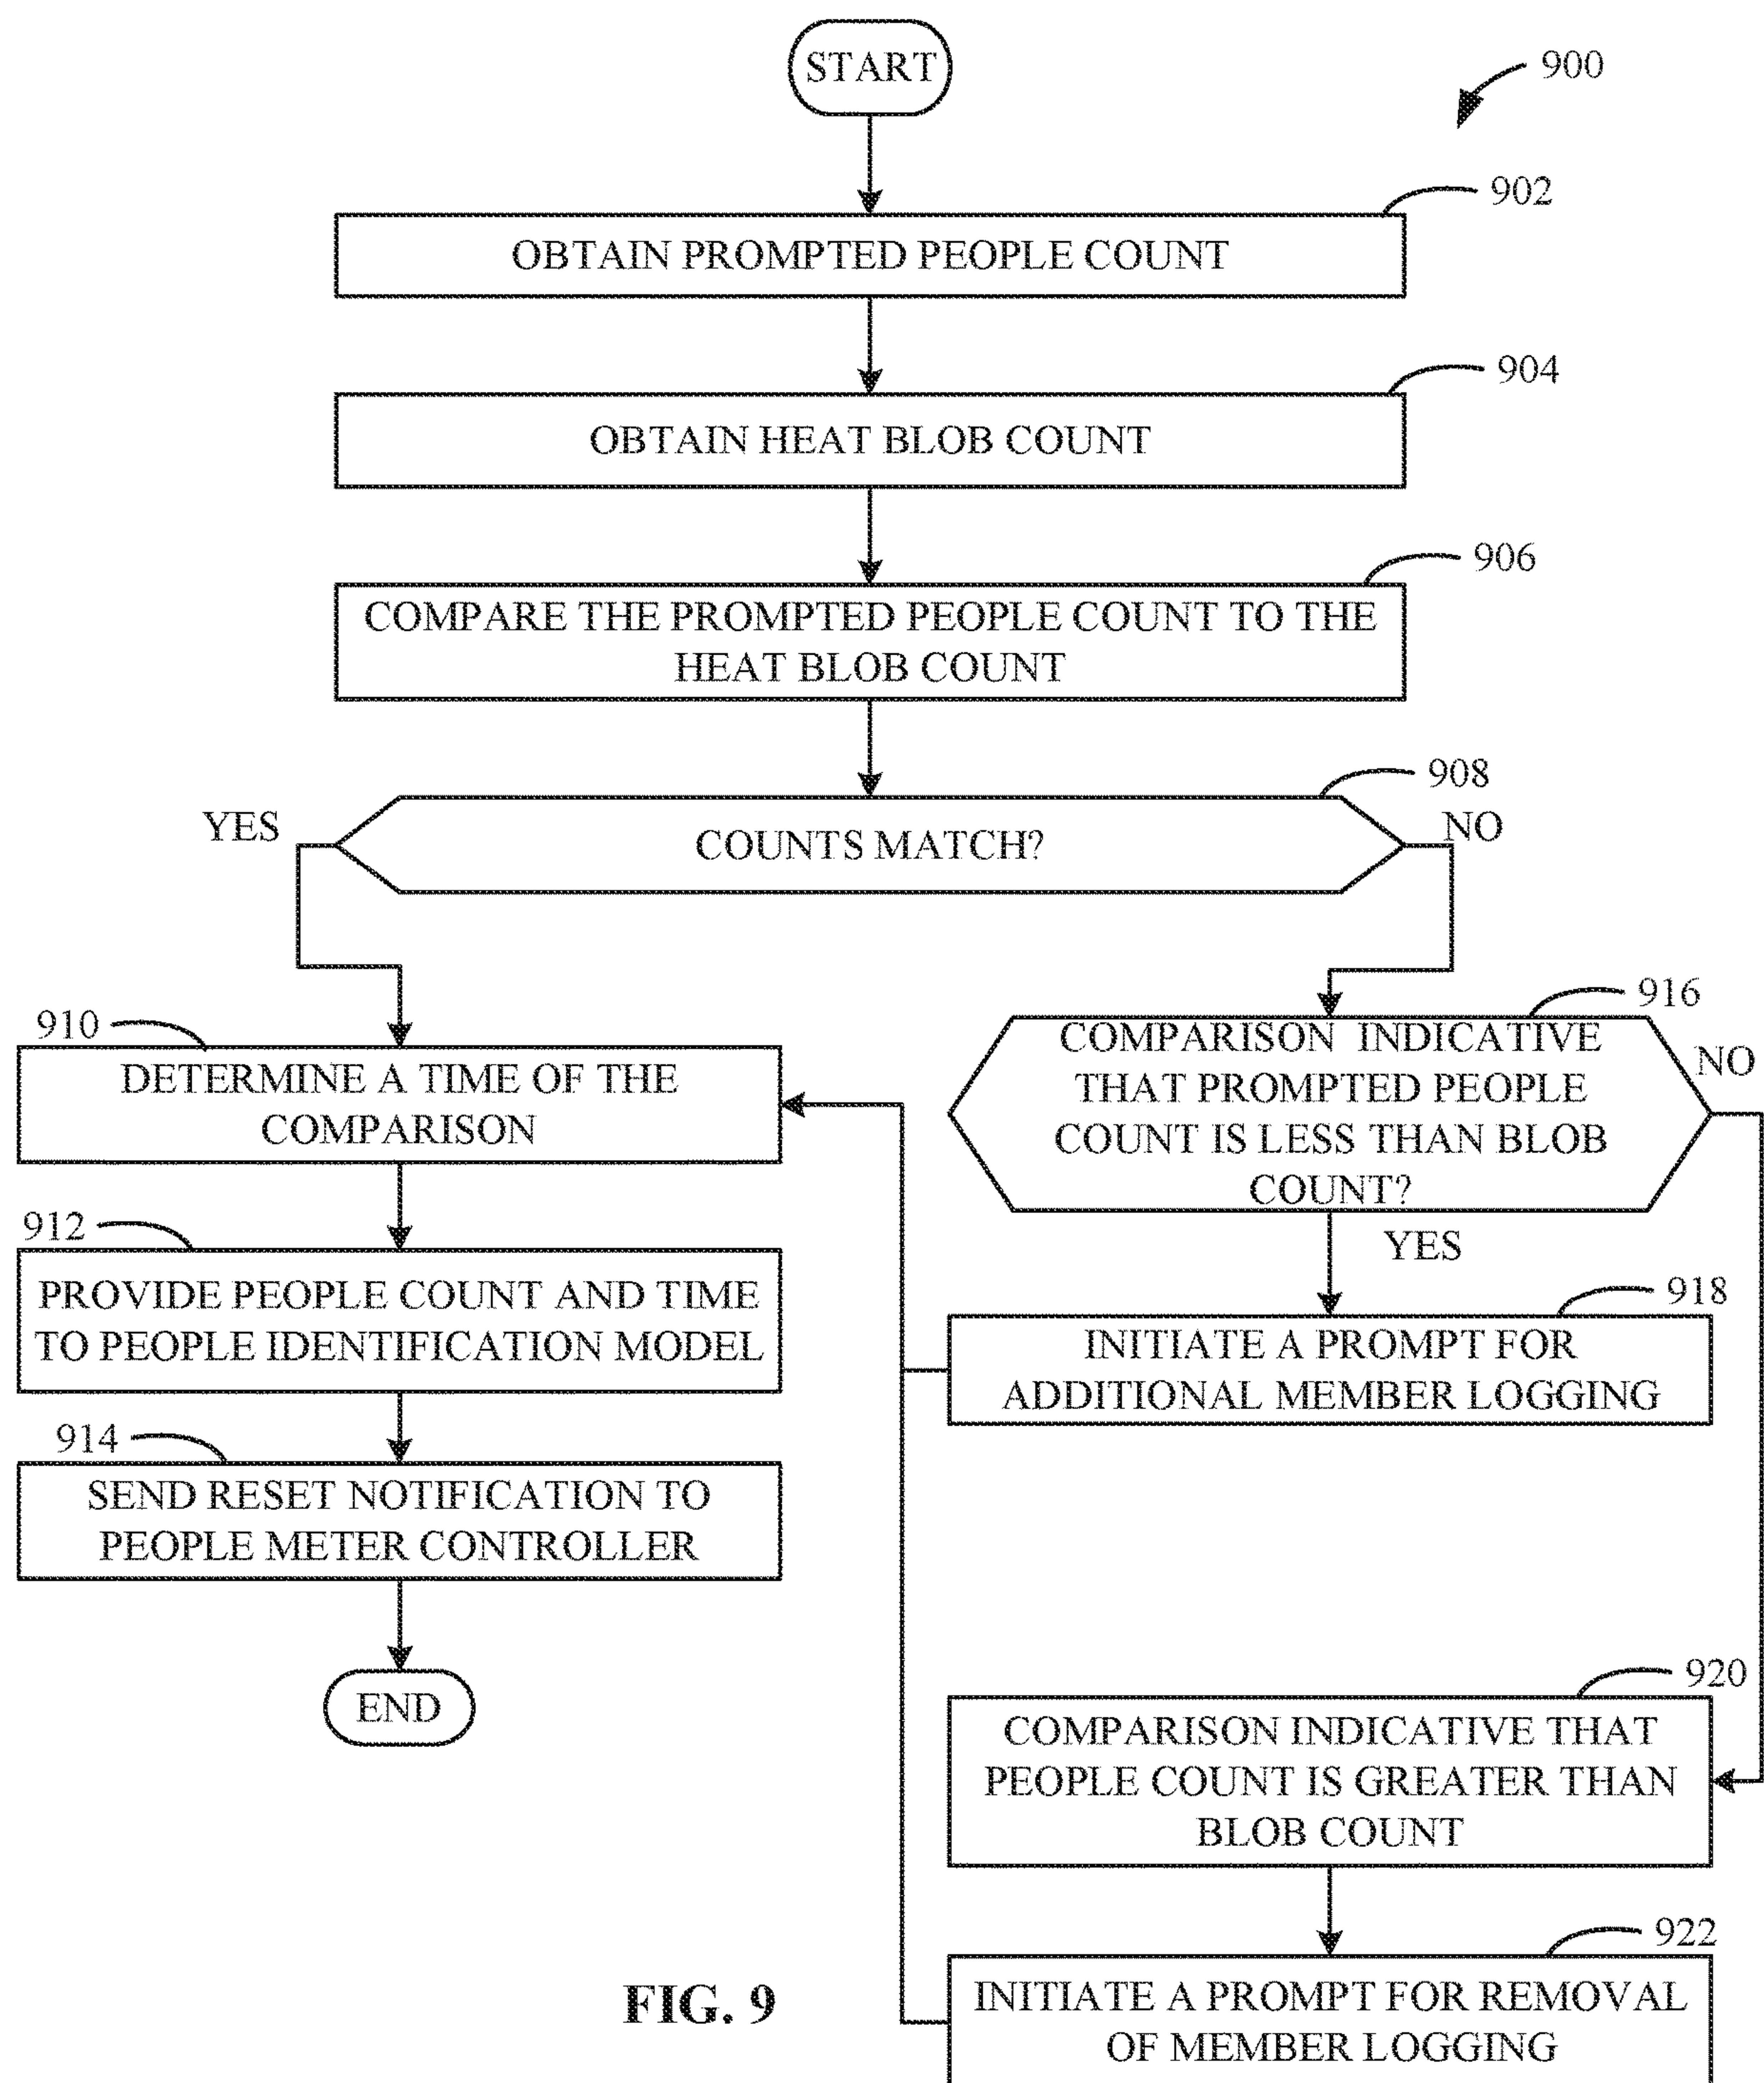 START
900
902
OBTAIN PROMPTED PEOPLE COUNT
904
OBTAIN HEAT BLOB COUNT
906
COMPARE THE PROMPTED PEOPLE COUNT TO THE
HEAT BLOB COUNT
908
YES
COUNTS MATCH?
NO
910
DETERMINE A TIME OF THE
COMPARISON
912
PROVIDE PEOPLE COUNT AND TIME
TO PEOPLE IDENTIFICATION MODEL
914
SEND RESET NOTIFICATION TO
PEOPLE METER CONTROLLER
END
916
COMPARISON INDICATIVE
THAT PROMPTED PEOPLE
COUNT IS LESS THAN BLOB
COUNT?
NO
YES
918
INITIATE A PROMPT FOR
ADDITIONAL MEMBER LOGGING
920
COMPARISON INDICATIVE THAT
PEOPLE COUNT IS GREATER THAN
BLOB COUNT
922
INITIATE A PROMPT FOR REMOVAL
OF MEMBER LOGGING
FIG. 9